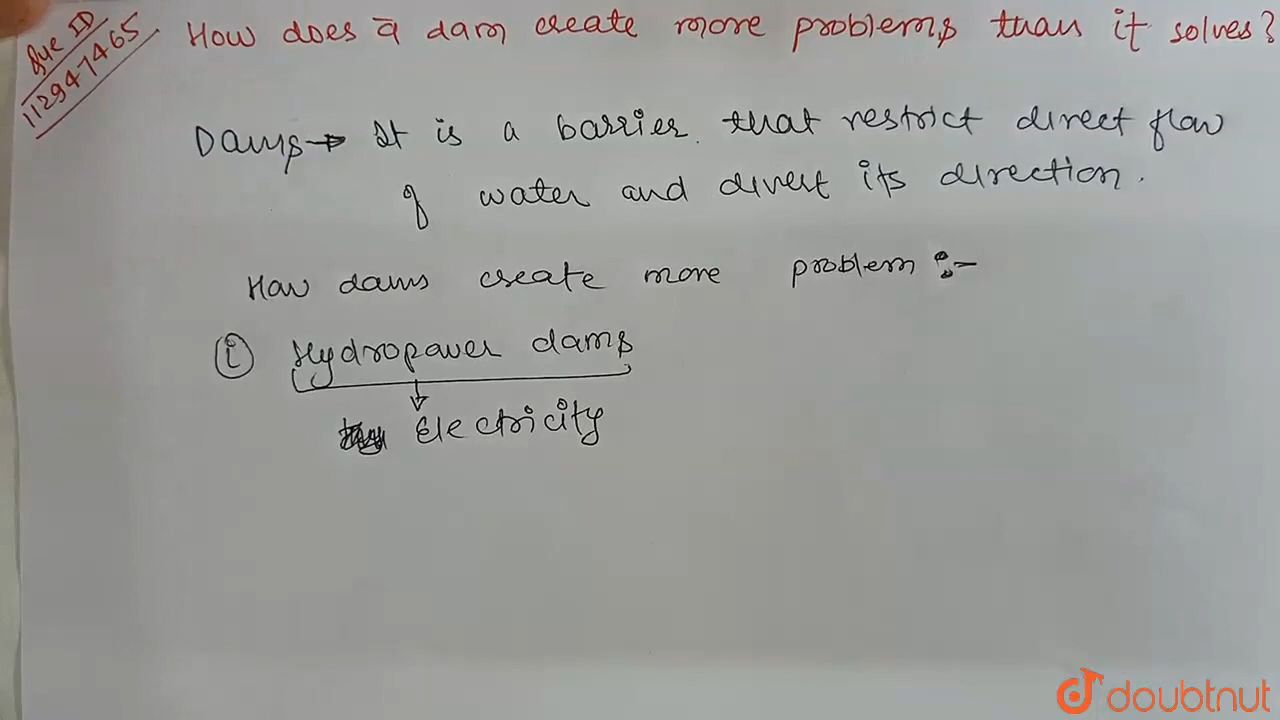 Que ID
112947465
How does a dam create more problems than it solves?
Dams → It is a barrier that restrict direct flow
of water and divert its direction.
How dams create more problem :-
(i) Hydropower dams
↓
Electricity
doubtnut